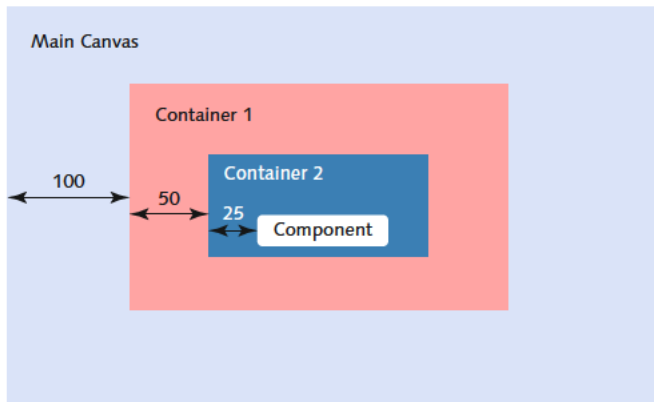 Main Canvas
Container 1
Container 2
100
50
25
Component